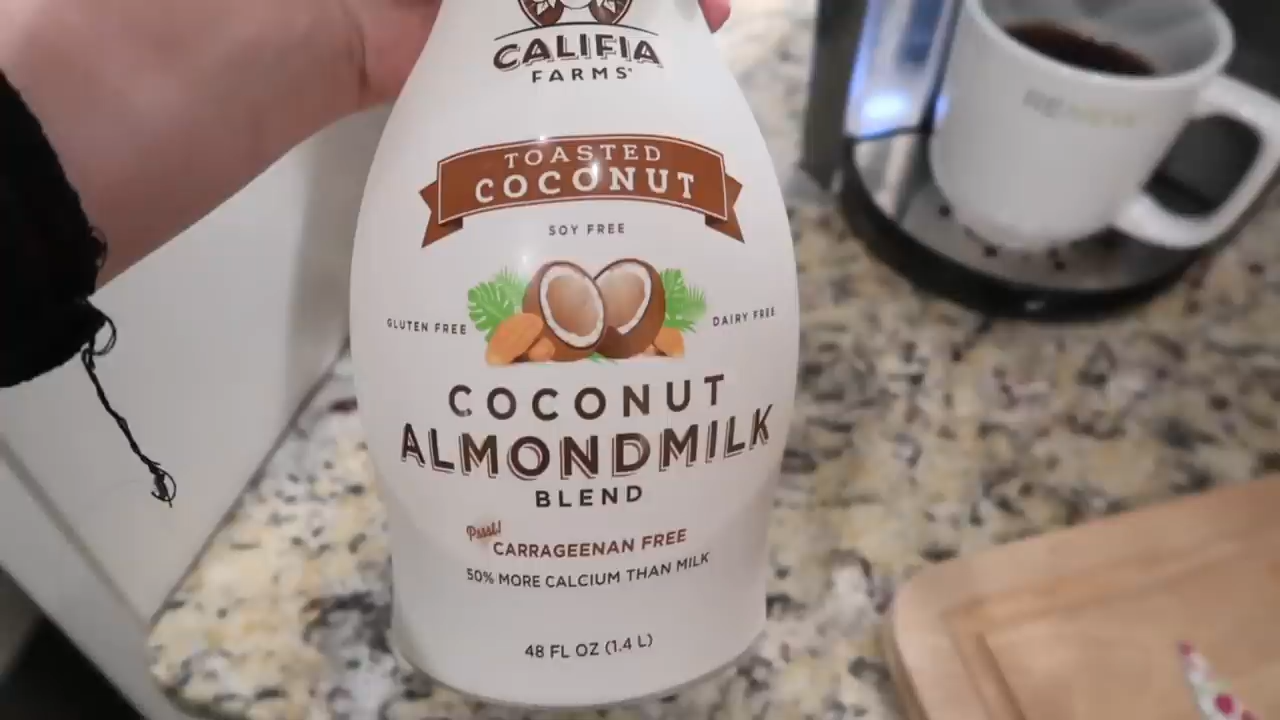 CALIFIA
FARMS
TOASTED
COCONUT
SOY FREE
GLUTEN FREE
DAIRY FREE
COCONUT
ALMONDMILK
BLEND
Pssst!
CARRAGEENAN FREE
50% MORE CALCIUM THAN MILK
48 FL OZ (1.4 L)